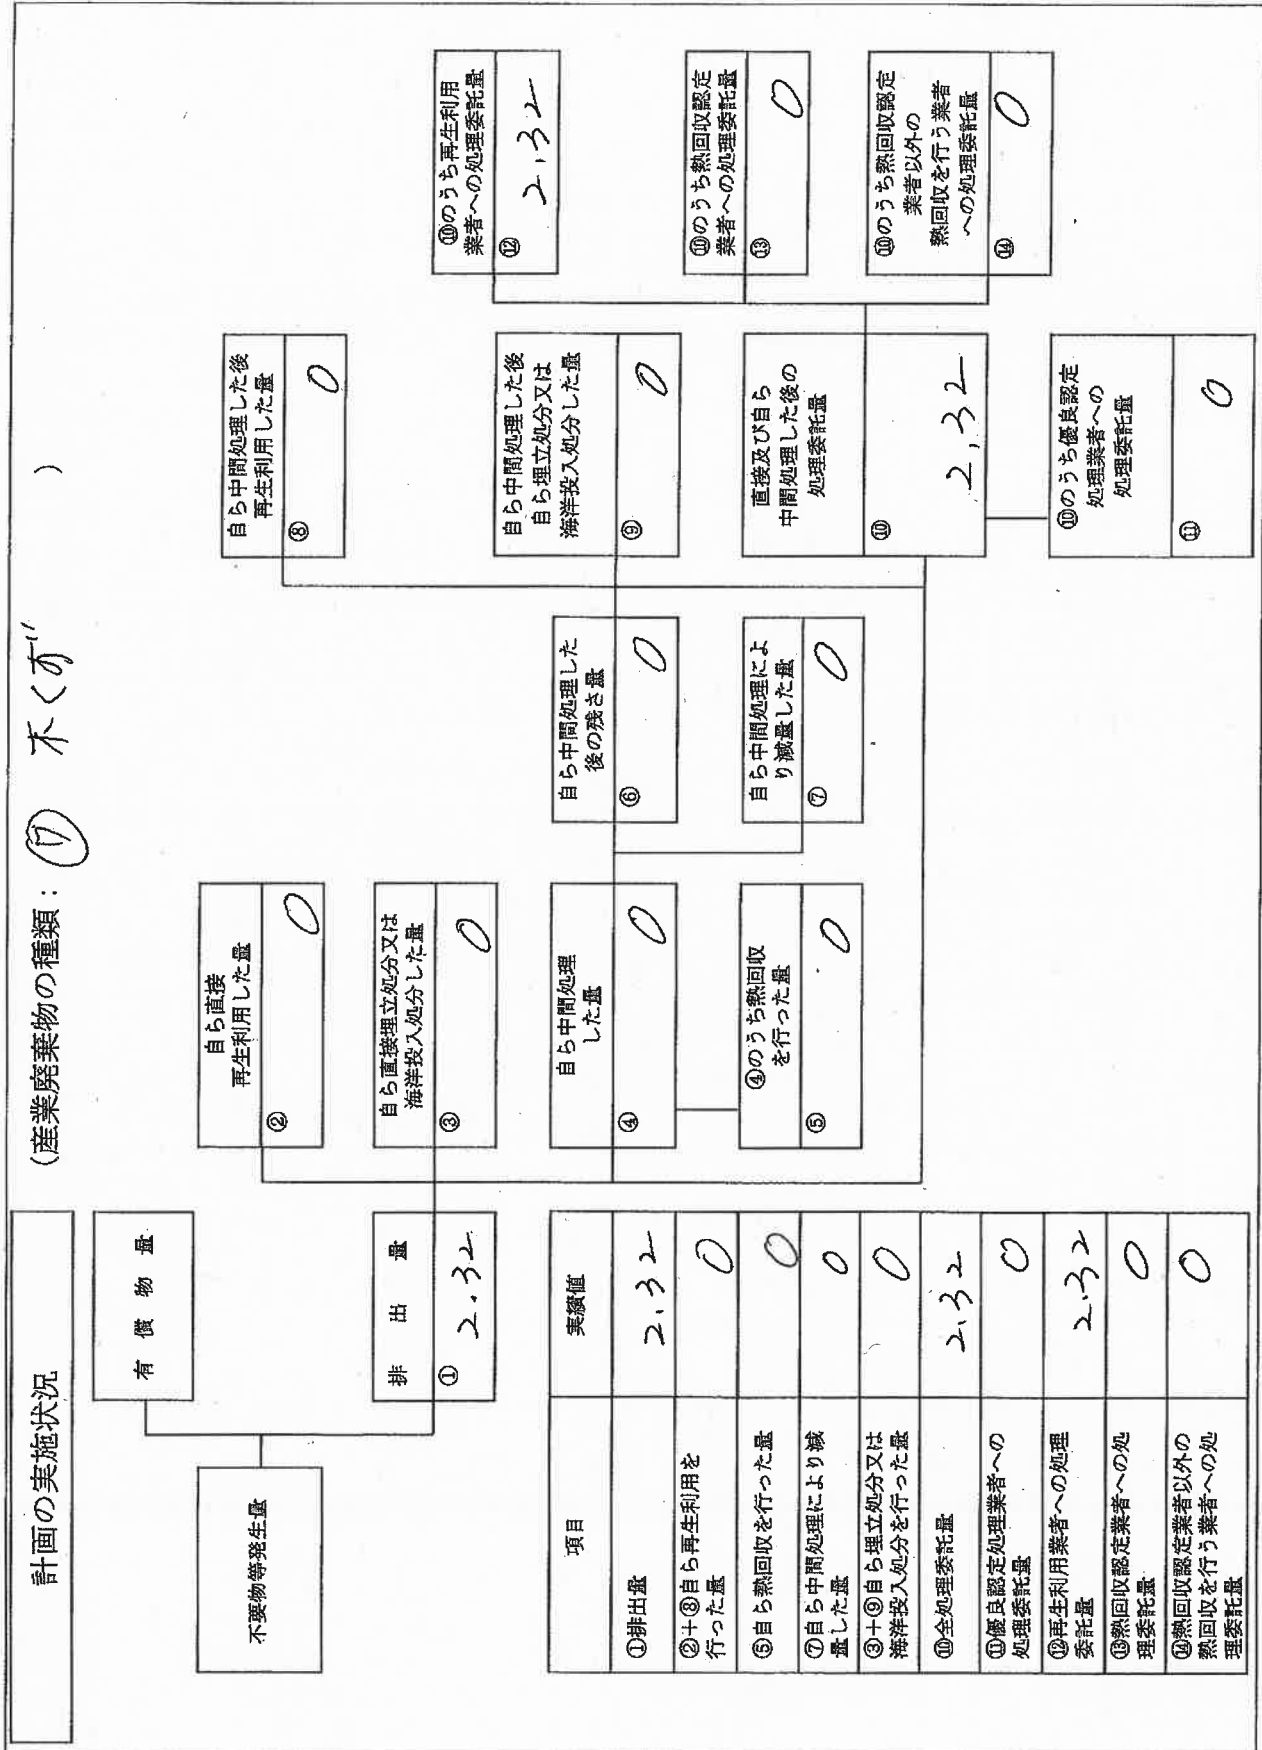 計画の実施状況
(産業廃棄物の種類： ⑦ 木くず )
不要物等発生量
有 償 物 量
排 出 量
① 2.32
自ら直接
再生利用した量
② 0
自ら直接埋立処分又は
海洋投入処分した量
③ 0
自ら中間処理
した量
④ 0
④のうち熱回収
を行った量
⑤ 0
自ら中間処理した
後の残さ量
⑥ 0
自ら中間処理によ
り減量した量
⑦ 0
自ら中間処理した後
再生利用した量
⑧ 0
自ら中間処理した後
自ら埋立処分又は
海洋投入処分した量
⑨ 0
直接及び自ら
中間処理した後の
処理委託量
⑩ 2.32
⑩のうち優良認定
処理業者への
処理委託量
⑪ 0
⑩のうち再生利用
業者への処理委託量
⑫ 2.32
⑩のうち熱回収認定
業者への処理委託量
⑬ 0
⑩のうち熱回収認定
業者以外の
熱回収を行う業者
への処理委託量
⑭ 0
項目 実績値
①排出量 2.32
②＋⑧自ら再生利用を
行った量 0
⑤自ら熱回収を行った量 0
⑦自ら中間処理により減
量した量 0
③＋⑨自ら埋立処分又は
海洋投入処分を行った量 0
⑩全処理委託量 2.32
⑪優良認定処理業者への
処理委託量 0
⑫再生利用業者への処理
委託量 2.32
⑬熱回収認定業者への処
理委託量 0
⑭熱回収認定業者以外の
熱回収を行う業者への処
理委託量 0